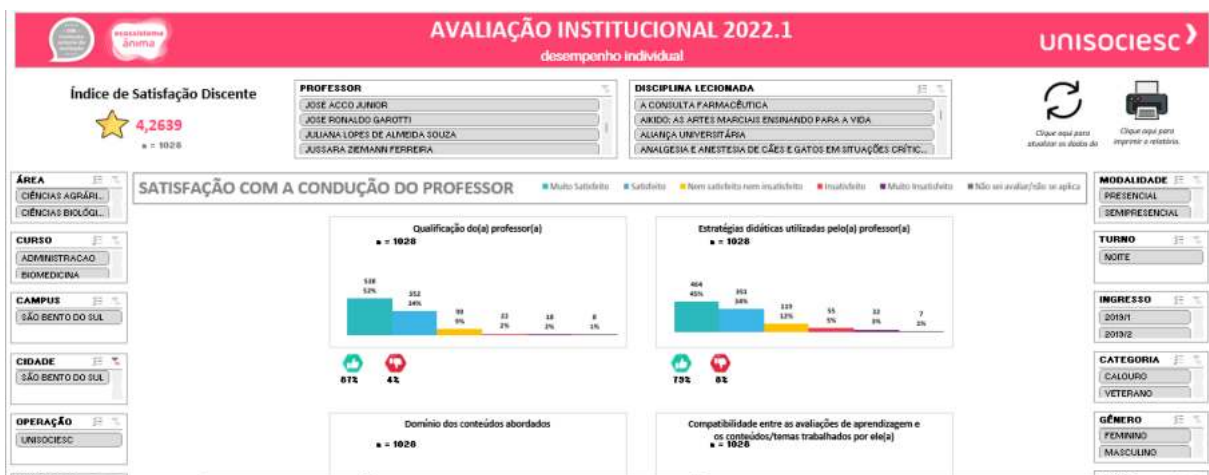 ecossistema
ânima
AVALIAÇÃO INSTITUCIONAL 2022.1
desempenho individual
unisociesc
Índice de Satisfação Discente
4,2639
n = 1028
PROFESSOR
JOSE ACCO JUNIOR
JOSE RONALDO GAROTTI
JULIANA LOPES DE ALMEIDA SOUZA
JUSSARA ZIEMANN FERREIRA
DISCIPLINA LECIONADA
A CONSULTA FARMACÊUTICA
AIKIDO: AS ARTES MARCIAIS ENSINANDO PARA A VIDA
ALIANÇA UNIVERSITÁRIA
ANALGESIA E ANESTESIA DE CÃES E GATOS EM SITUAÇÕES CRÍTIC...
Clique aqui para
atualizar os dados do
Clique aqui para
imprimir o relatório.
ÁREA
CIÊNCIAS AGRÁRI...
CIÊNCIAS BIOLÓGI...
CURSO
ADMINISTRACAO
BIOMEDICINA
CAMPUS
SÃO BENTO DO SUL
CIDADE
SÃO BENTO DO SUL
OPERAÇÃO
UNISOCIESC
SATISFAÇÃO COM A CONDUÇÃO DO PROFESSOR
Muito Satisfeito Satisfeito Nem satisfeito nem insatisfeito Insatisfeito Muito Insatisfeito Não sei avaliar/não se aplica
Qualificação do(a) professor(a)
n = 1028
538
52%
352
34%
9%
22
2%
18
2%
8
1%
87%
4%
Estratégias didáticas utilizadas pelo(a) professor(a)
n = 1028
464
45%
351
34%
119
12%
55
5%
32
3%
7
79%
8%
Domínio dos conteúdos abordados
n = 1028
Compatibilidade entre as avaliações de aprendizagem e
os conteúdos/temas trabalhados por ele(a)
n = 1028
MODALIDADE
PRESENCIAL
SEMIPRESENCIAL
TURNO
NOITE
INGRESSO
2019/1
2019/2
CATEGORIA
CALOURO
VETERANO
GÊNERO
FEMININO
MASCULINO